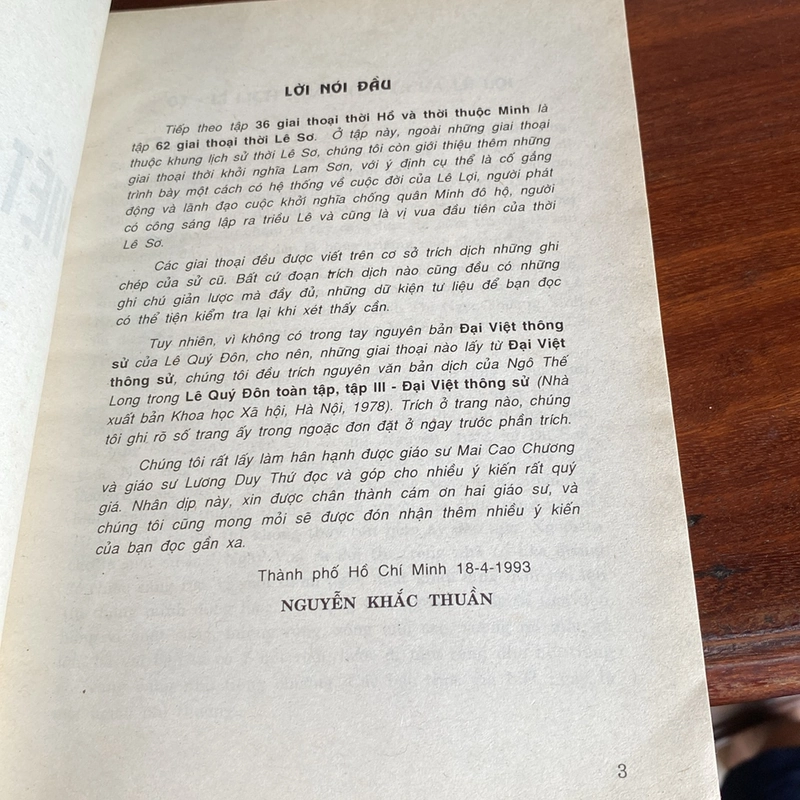 LỜI NÓI ĐẦU
Tiếp theo tập 36 giai thoại thời Hồ và thời thuộc Minh là
tập 62 giai thoại thời Lê Sơ. Ở tập này, ngoài những giai thoại
thuộc khung lịch sử thời Lê Sơ, chúng tôi còn giới thiệu thêm những
giai thoại thời khởi nghĩa Lam Sơn, với ý định cụ thể là cố gắng
trình bày một cách có hệ thống về cuộc đời của Lê Lợi, người phát
động và lãnh đạo cuộc khởi nghĩa chống quân Minh đô hộ, người
có công sáng lập ra triều Lê và cũng là vị vua đầu tiên của thời
Lê Sơ.
Các giai thoại đều được viết trên cơ sở trích dịch những ghi
chép của sử cũ. Bất cứ đoạn trích dịch nào cũng đều có những
ghi chú giản lược mà đầy đủ, những dữ kiện tư liệu để bạn đọc
có thể tiện kiểm tra lại khi xét thấy cần.
Tuy nhiên, vì không có trong tay nguyên bản Đại Việt thông
sử của Lê Quý Đôn, cho nên, những giai thoại nào lấy từ Đại Việt
thông sử, chúng tôi đều trích nguyên văn bản dịch của Ngô Thế
Long trong Lê Quý Đôn toàn tập, tập III - Đại Việt thông sử (Nhà
xuất bản Khoa học Xã hội, Hà Nội, 1978). Trích ở trang nào, chúng
tôi ghi rõ số trang ấy trong ngoặc đơn đặt ở ngay trước phần trích.
Chúng tôi rất lấy làm hân hạnh được giáo sư Mai Cao Chương
và giáo sư Lương Duy Thứ đọc và góp cho nhiều ý kiến rất quý
giá. Nhân dịp này, xin được chân thành cám ơn hai giáo sư, và
chúng tôi cũng mong mỏi sẽ được đón nhận thêm nhiều ý kiến
của bạn đọc gần xa.
Thành phố Hồ Chí Minh 18-4-1993
NGUYỄN KHẮC THUẦN
3